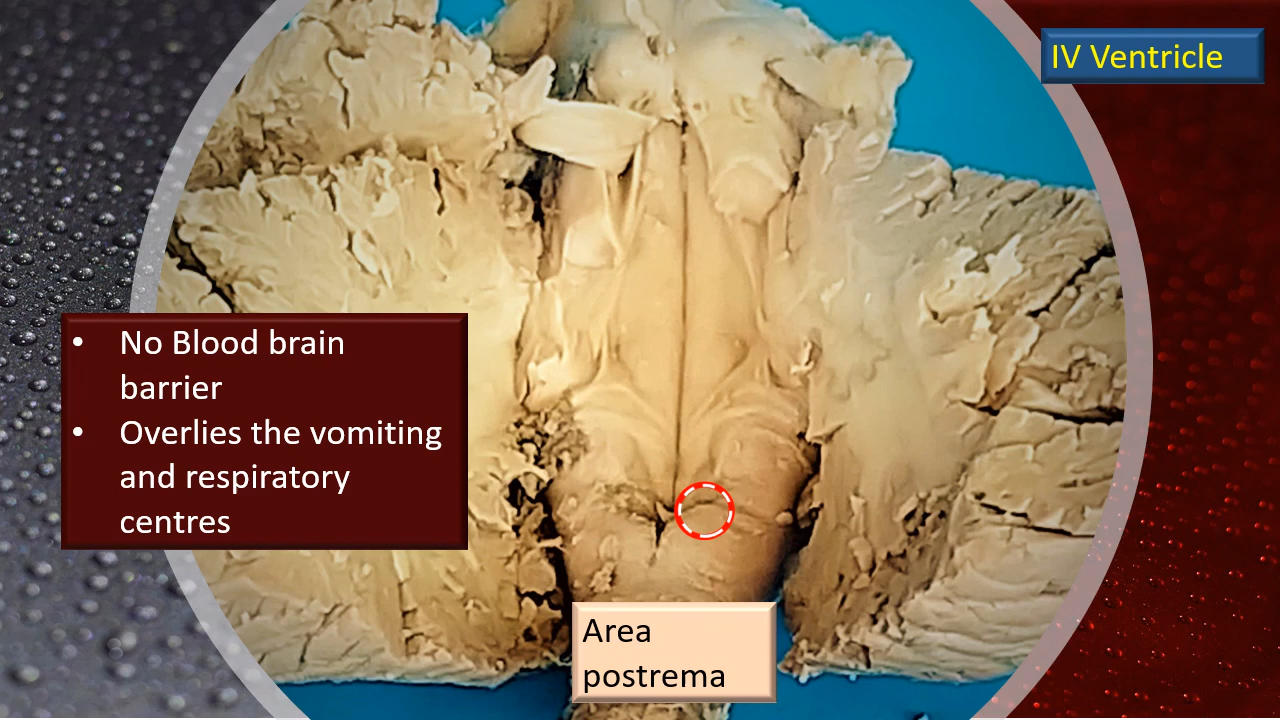 IV Ventricle
• No Blood brain
barrier
• Overlies the vomiting
and respiratory
centres
Area
postrema